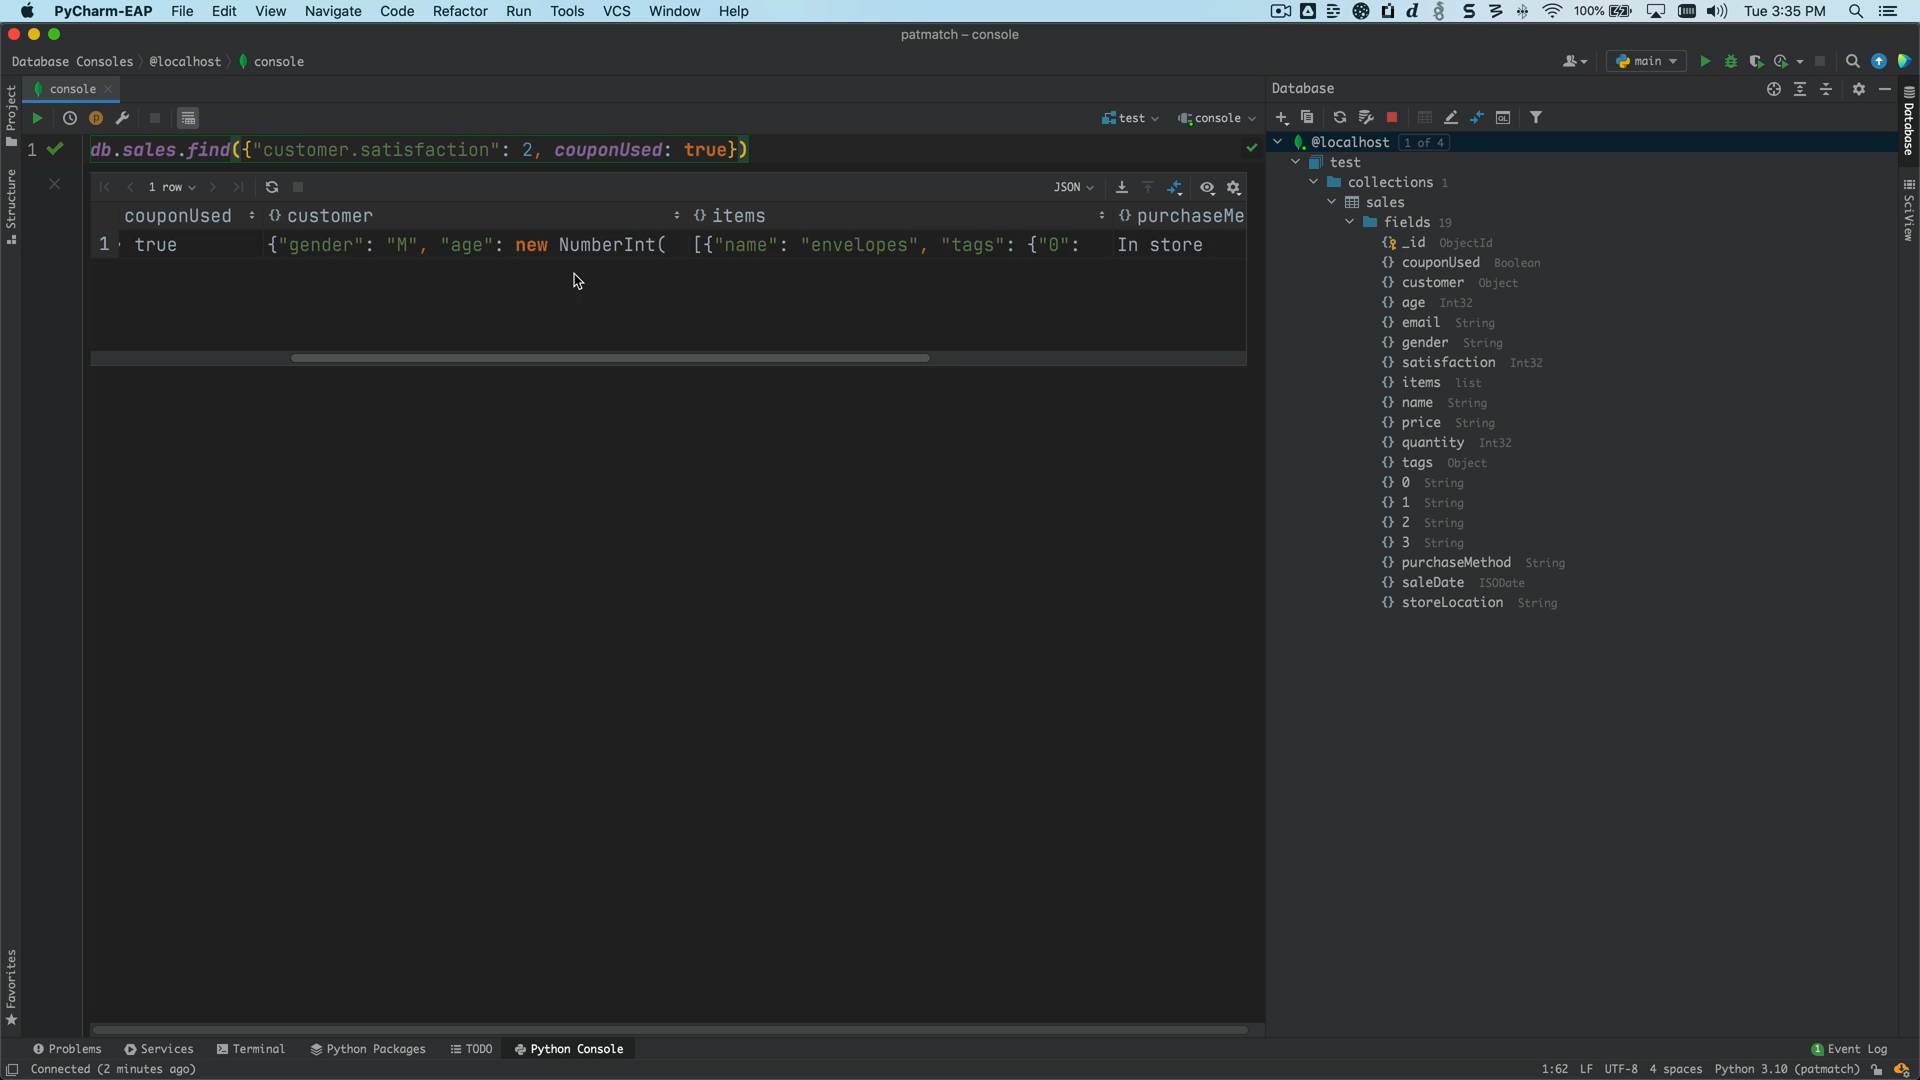 PyCharm-EAP File Edit View Navigate Code Refactor Run Tools VCS Window Help 100% Tue 3:35 PM
patmatch – console
Database Consoles @localhost console main
console
test console
1 db.sales.find({"customer.satisfaction": 2, couponUsed: true})
1 row JSON
couponUsed {} customer {} items {} purchaseMe
1 true {"gender": "M", "age": new NumberInt( [{"name": "envelopes", "tags": {"0": In store
Project
Structure
Favorites
Database
@localhost 1 of 4
test
collections 1
sales
fields 19
_id ObjectId
{} couponUsed Boolean
{} customer Object
{} age Int32
{} email String
{} gender String
{} satisfaction Int32
{} items list
{} name String
{} price String
{} quantity Int32
{} tags Object
{} 0 String
{} 1 String
{} 2 String
{} 3 String
{} purchaseMethod String
{} saleDate ISODate
{} storeLocation String
Database
SciView
Problems Services Terminal Python Packages TODO Python Console 1 Event Log
Connected (2 minutes ago) 1:62 LF UTF-8 4 spaces Python 3.10 (patmatch)